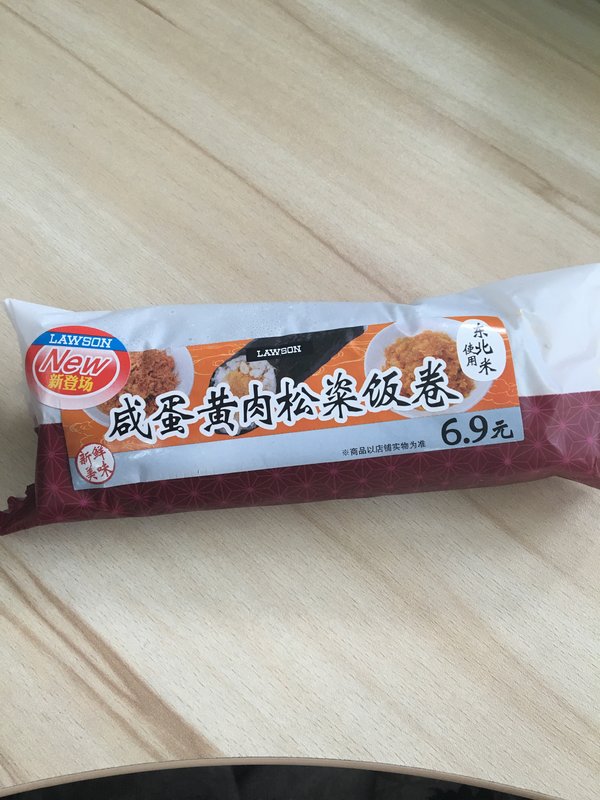 LAWSON
New
新登场
LAWSON
东北米
使用
咸蛋黄肉松粢饭卷
新鲜
美味
※商品以店铺实物为准
6.9元